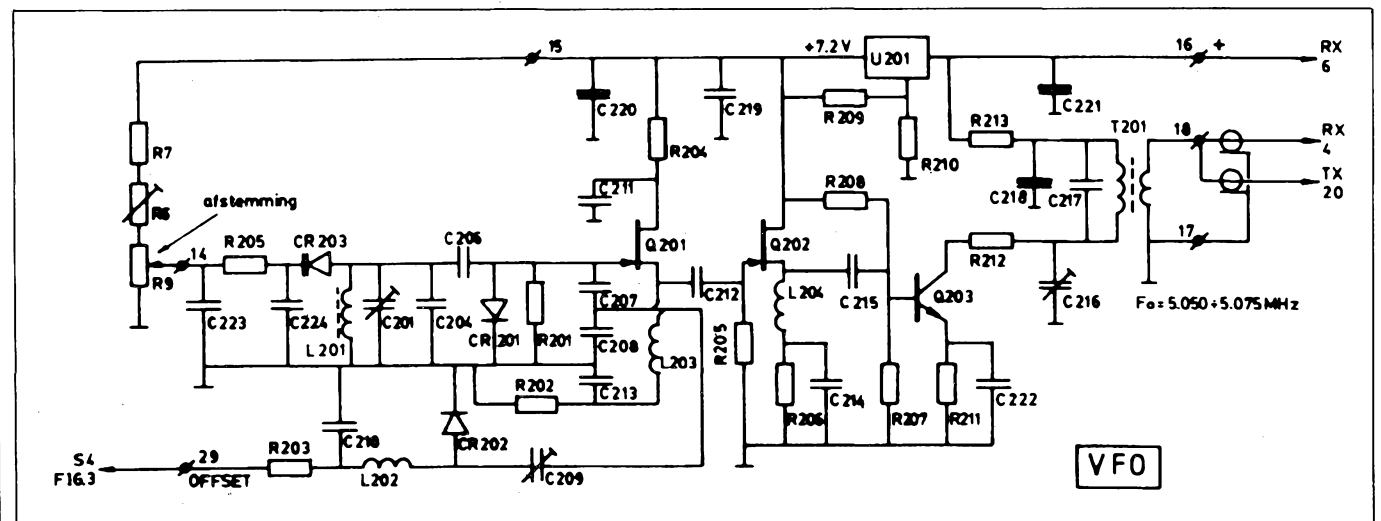 15
+7.2 V
U201
16
+
RX
6
C220
C219
R209
C221
R7
R204
R210
R213
T201
18
RX
4
C211
R208
TX
20
R6
afstemming
C218
C217
R205
CR203
C206
Q201
Q202
R212
17
14
R9
C207
C212
L204
C215
Q203
C216
Fo=5.050÷5.075MHz
C223
C224
L201
C201
C204
CR201
R201
C208
L203
R205
R202
C213
R206
C214
R207
R211
C222
C210
CR202
S4
F16.3
29
OFFSET
R203
L202
C209
VFO